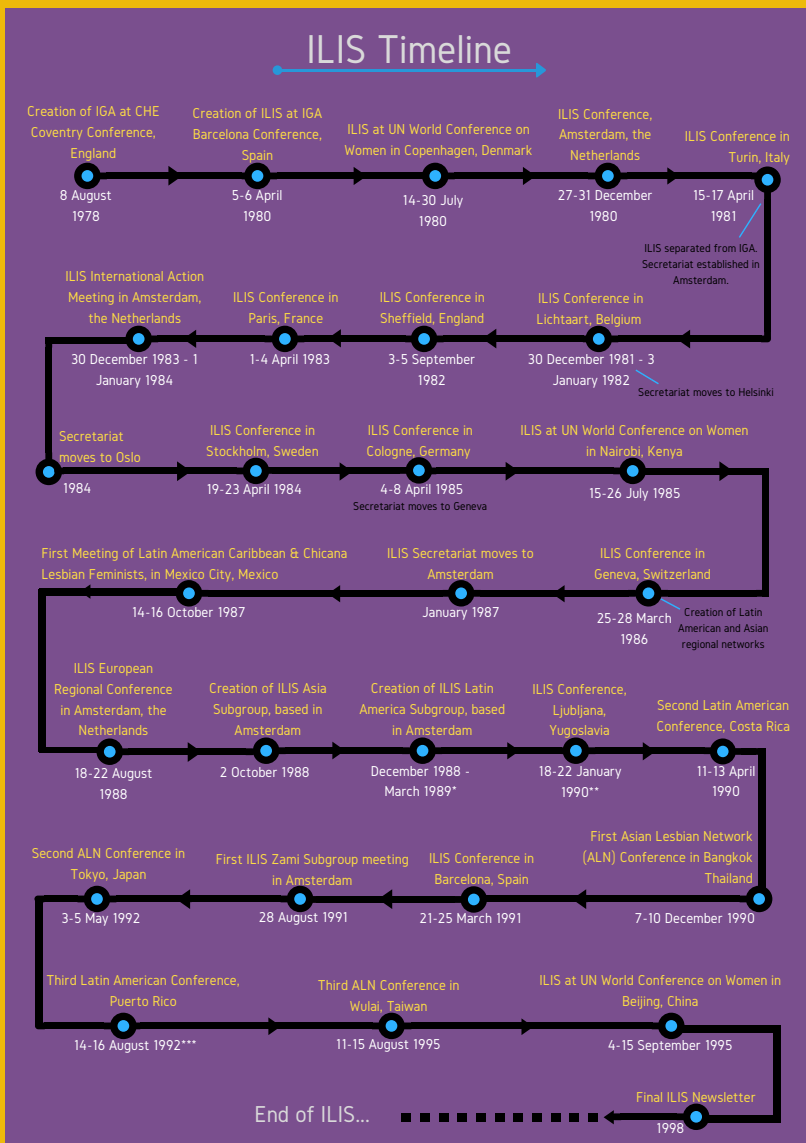 ILIS Timeline
Creation of IGA at CHE
Coventry Conference,
England
8 August
1978
Creation of ILIS at IGA
Barcelona Conference,
Spain
5-6 April
1980
ILIS at UN World Conference on
Women in Copenhagen, Denmark
14-30 July
1980
ILIS Conference,
Amsterdam, the
Netherlands
27-31 December
1980
ILIS Conference in
Turin, Italy
15-17 April
1981
ILIS separated from IGA.
Secretariat established in
Amsterdam.
ILIS Conference in
Lichtaart, Belgium
30 December 1981 - 3
January 1982
Secretariat moves to Helsinki
ILIS Conference in
Sheffield, England
3-5 September
1982
ILIS Conference in
Paris, France
1-4 April 1983
ILIS International Action
Meeting in Amsterdam,
the Netherlands
30 December 1983 - 1
January 1984
Secretariat
moves to Oslo
1984
ILIS Conference in
Stockholm, Sweden
19-23 April 1984
ILIS Conference in
Cologne, Germany
4-8 April 1985
Secretariat moves to Geneva
ILIS at UN World Conference on Women
in Nairobi, Kenya
15-26 July 1985
ILIS Conference in
Geneva, Switzerland
25-28 March
1986
Creation of Latin
American and Asian
regional networks
ILIS Secretariat moves to
Amsterdam
January 1987
First Meeting of Latin American Caribbean & Chicana
Lesbian Feminists, in Mexico City, Mexico
14-16 October 1987
ILIS European
Regional Conference
in Amsterdam, the
Netherlands
18-22 August
1988
Creation of ILIS Asia
Subgroup, based in
Amsterdam
2 October 1988
Creation of ILIS Latin
America Subgroup, based
in Amsterdam
December 1988 -
March 1989*
ILIS Conference,
Ljubljana,
Yugoslavia
18-22 January
1990**
Second Latin American
Conference, Costa Rica
11-13 April
1990
First Asian Lesbian Network
(ALN) Conference in Bangkok
Thailand
7-10 December 1990
ILIS Conference in
Barcelona, Spain
21-25 March 1991
First ILIS Zami Subgroup meeting
in Amsterdam
28 August 1991
Second ALN Conference in
Tokyo, Japan
3-5 May 1992
Third Latin American Conference,
Puerto Rico
14-16 August 1992***
Third ALN Conference in
Wulai, Taiwan
11-15 August 1995
ILIS at UN World Conference on Women in
Beijing, China
4-15 September 1995
Final ILIS Newsletter
1998
End of ILIS...